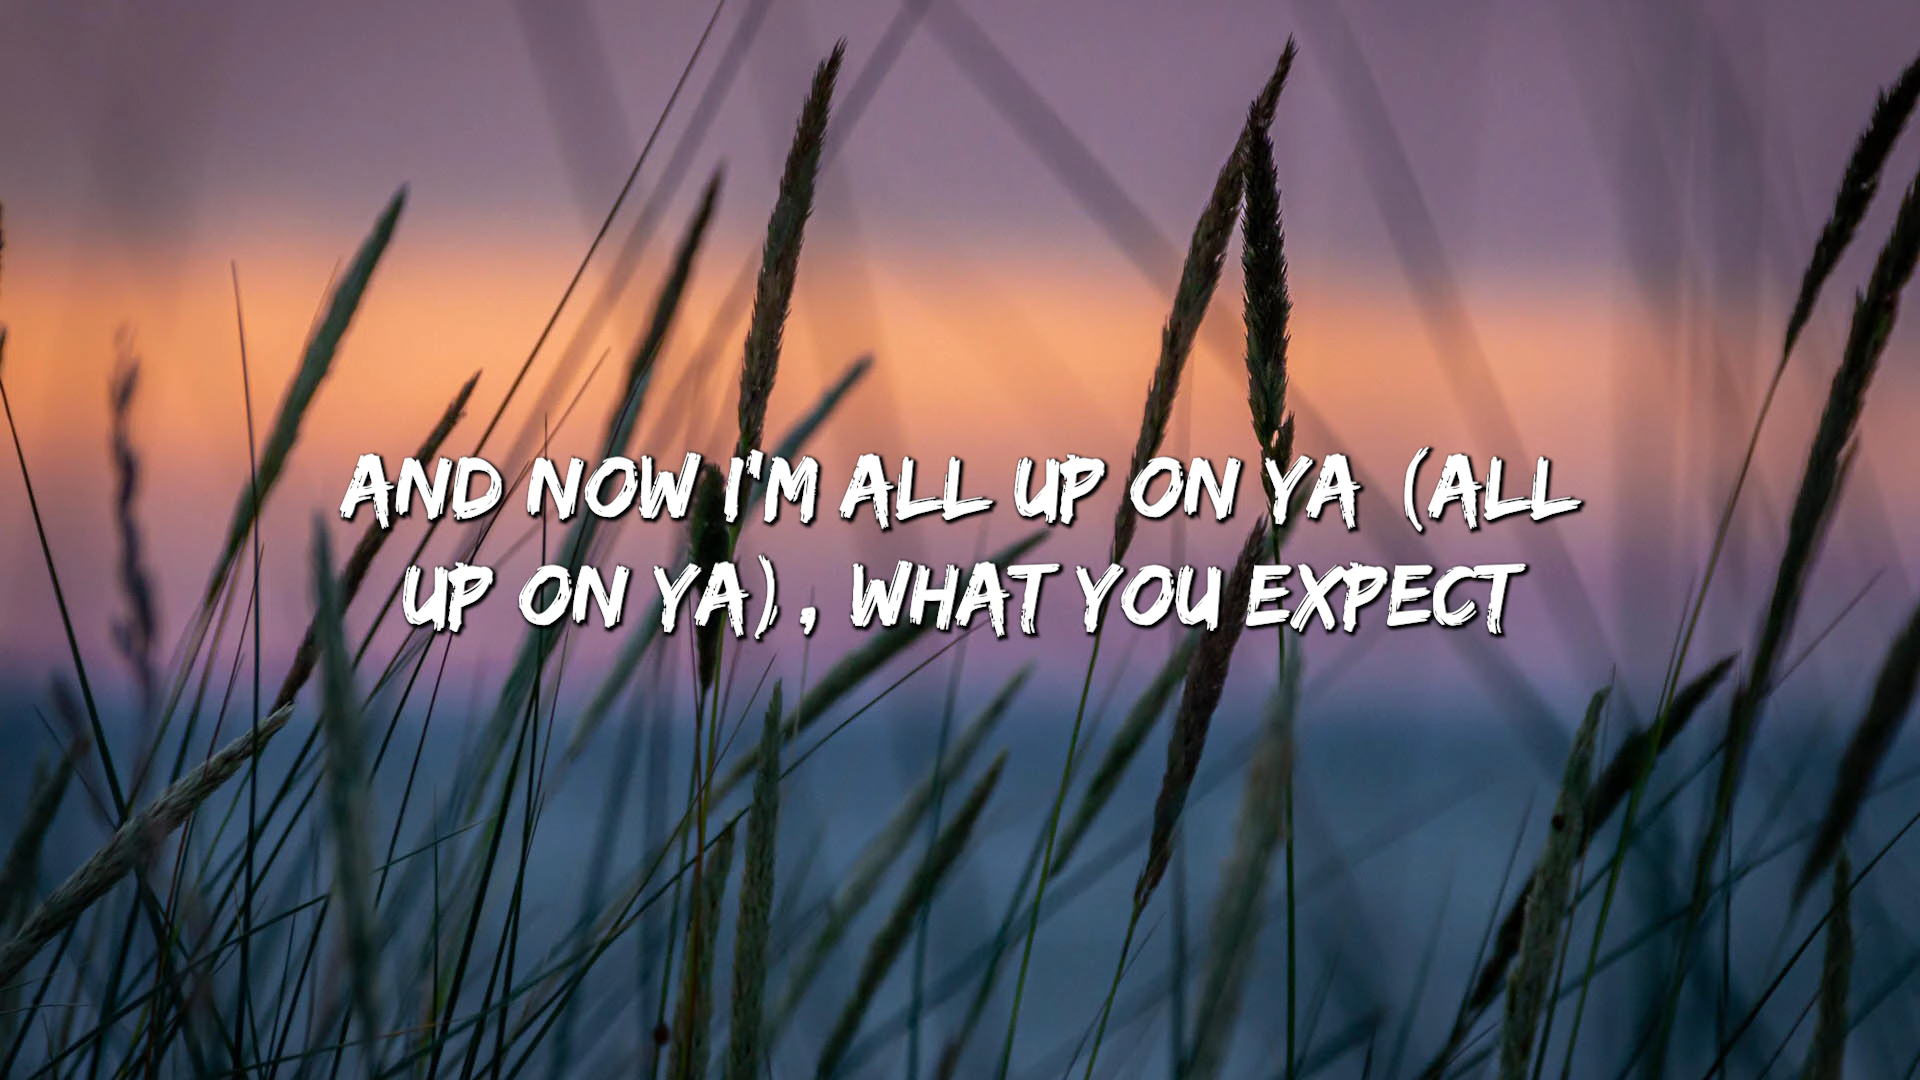 AND NOW I'M ALL UP ON YA (ALL
UP ON YA), WHAT YOU EXPECT